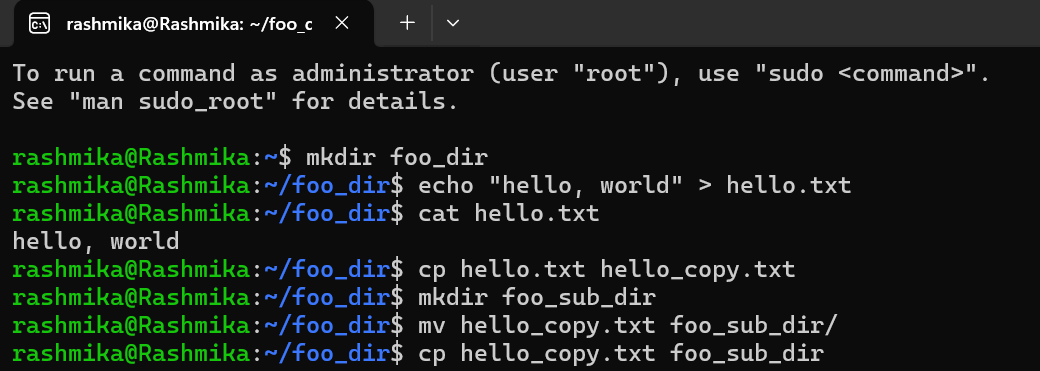 rashmika@Rashmika: ~/foo_c
To run a command as administrator (user "root"), use "sudo <command>".
See "man sudo_root" for details.
rashmika@Rashmika:~$ mkdir foo_dir
rashmika@Rashmika:~/foo_dir$ echo "hello, world" > hello.txt
rashmika@Rashmika:~/foo_dir$ cat hello.txt
hello, world
rashmika@Rashmika:~/foo_dir$ cp hello.txt hello_copy.txt
rashmika@Rashmika:~/foo_dir$ mkdir foo_sub_dir
rashmika@Rashmika:~/foo_dir$ mv hello_copy.txt foo_sub_dir/
rashmika@Rashmika:~/foo_dir$ cp hello_copy.txt foo_sub_dir